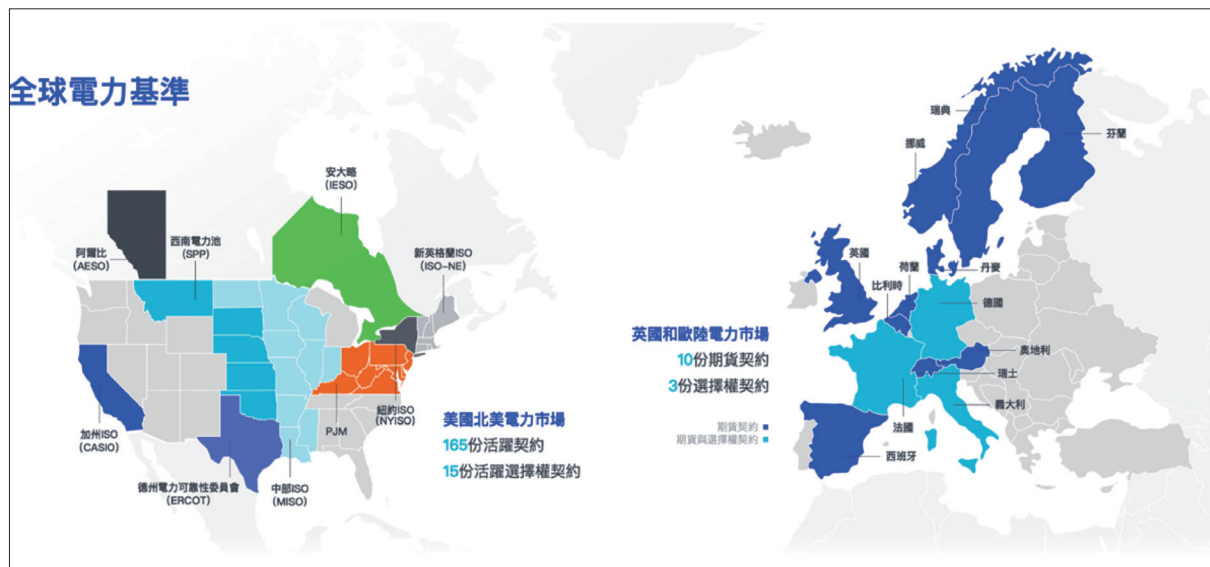 全球電力基準
安大略
(IESO)
阿爾比
(AESO)
西南電力池
(SPP)
新英格蘭ISO
(ISO-NE)
加州ISO
(CASIO)
德州電力可靠性委員會
(ERCOT)
中部ISO
(MISO)
PJM
紐約ISO
(NYISO)
美國北美電力市場
165份活躍契約
15份活躍選擇權契約
瑞典
芬蘭
挪威
英國
荷蘭
比利時
丹麥
德國
奧地利
瑞士
義大利
法國
西班牙
英國和歐陸電力市場
10份期貨契約
3份選擇權契約
期貨契約
期貨與選擇權契約